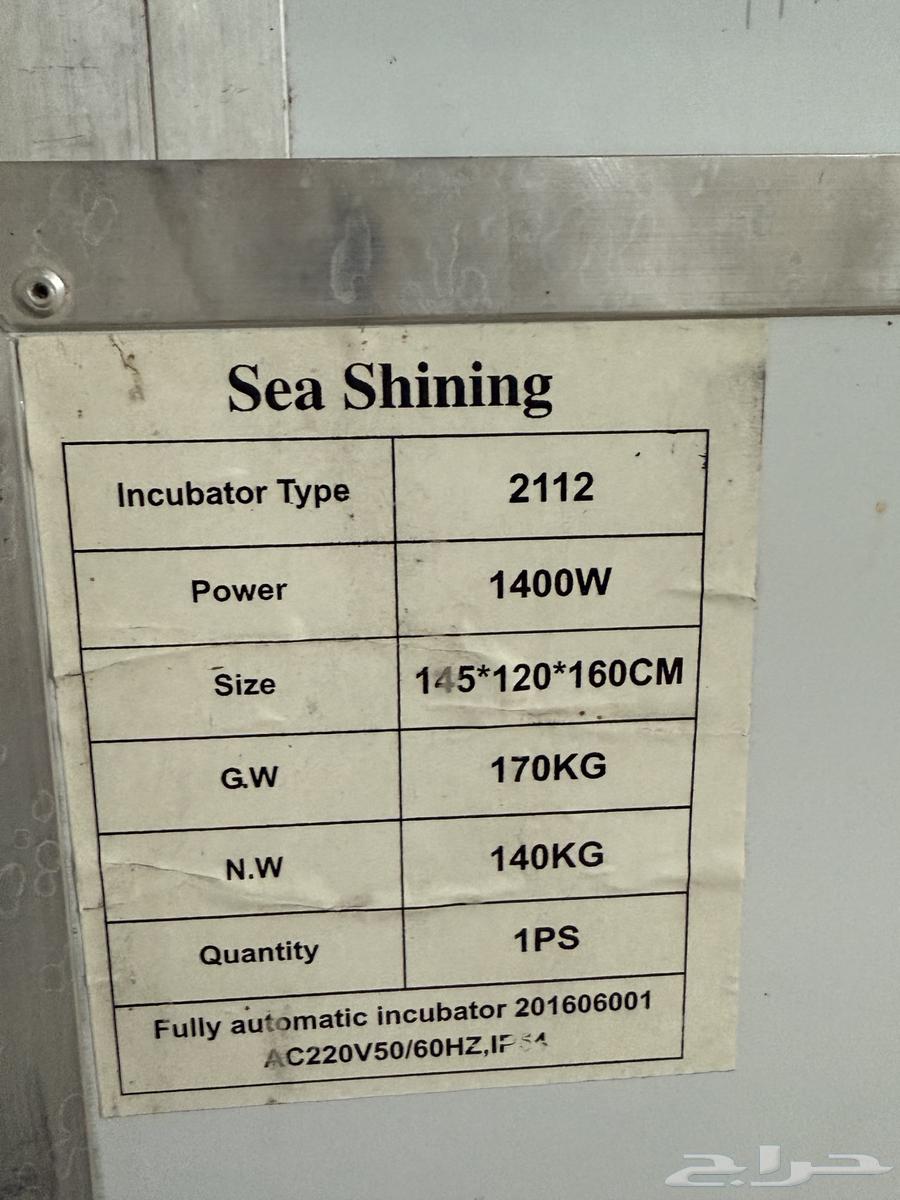 Sea Shining
Incubator Type 2112
Power 1400W
Size 145*120*160CM
G.W 170KG
N.W 140KG
Quantity 1PS
Fully automatic incubator 201606001
AC220V50/60HZ,IP54
حراج